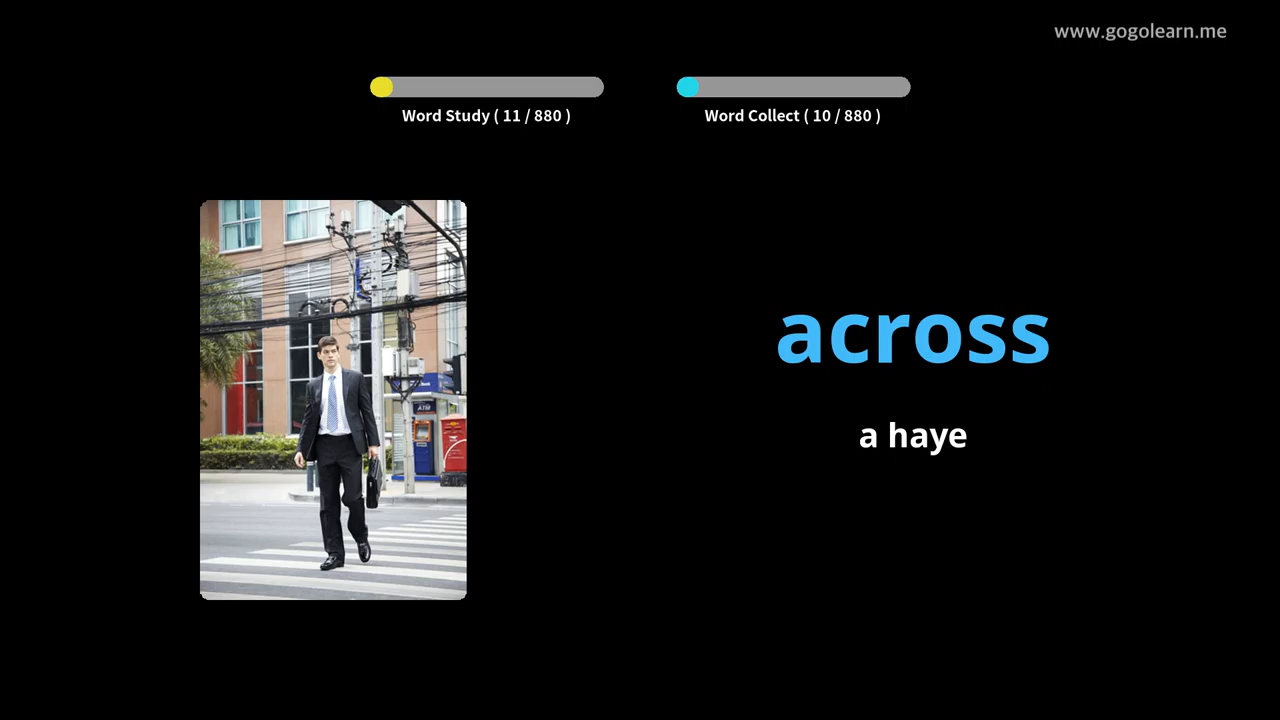 www.gogolearn.me
Word Study ( 11 / 880 )
Word Collect ( 10 / 880 )
across
a haye
ATM